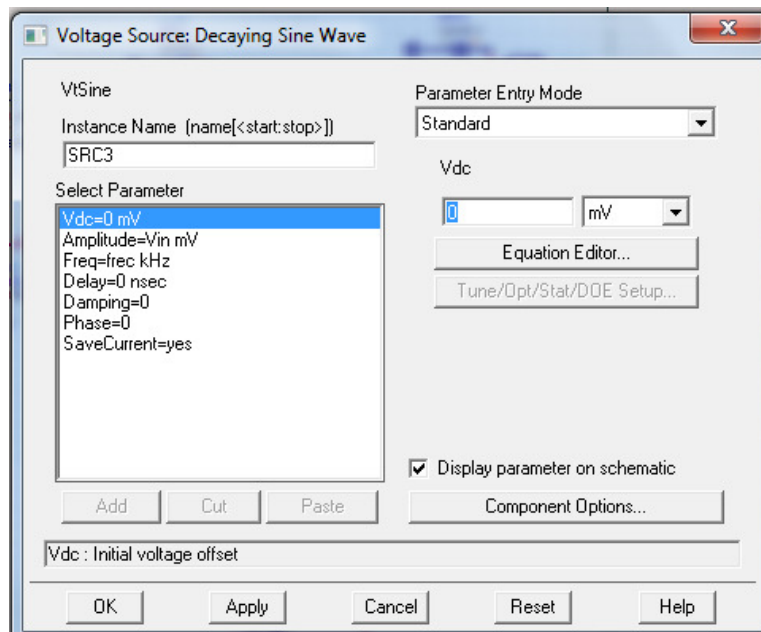 Voltage Source: Decaying Sine Wave
VtSine
Instance Name (name[<start:stop>])
SRC3
Select Parameter
Vdc=0 mV
Amplitude=Vin mV
Freq=frec kHz
Delay=0 nsec
Damping=0
Phase=0
SaveCurrent=yes
Add
Cut
Paste
Parameter Entry Mode
Standard
Vdc
0
mV
Equation Editor...
Tune/Opt/Stat/DOE Setup...
Display parameter on schematic
Component Options...
Vdc : Initial voltage offset
OK
Apply
Cancel
Reset
Help